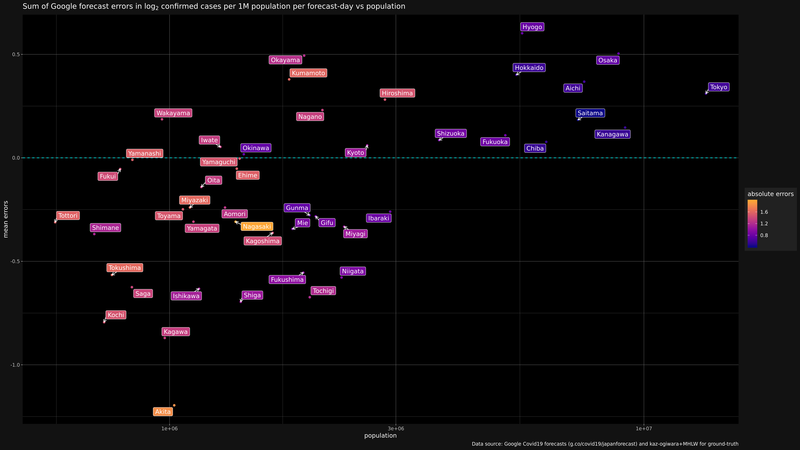 Sum of Google forecast errors in log₂ confirmed cases per 1M population per forecast-day vs population
Hyogo
Okayama
Osaka
Hokkaido
Kumamoto
Aichi
Tokyo
Hiroshima
Wakayama
Nagano
Saitama
Shizuoka
Kanagawa
Iwate
Fukuoka
Okinawa
Chiba
Yamanashi
Kyoto
Yamaguchi
Fukui
Ehime
Oita
Miyazaki
Tottori
Toyama
Aomori
Gunma
Ibaraki
Shimane
Yamagata
Nagasaki
Mie
Gifu
Miyagi
Kagoshima
Tokushima
Niigata
Fukushima
Saga
Ishikawa
Shiga
Tochigi
Kochi
Kagawa
Akita
0.5
0.0
-0.5
-1.0
mean errors
1e+06
3e+06
1e+07
population
absolute errors
1.6
1.2
0.8
Data source: Google Covid19 forecasts (g.co/covid19/japanforecast) and kaz-ogiwara+MHLW for ground-truth